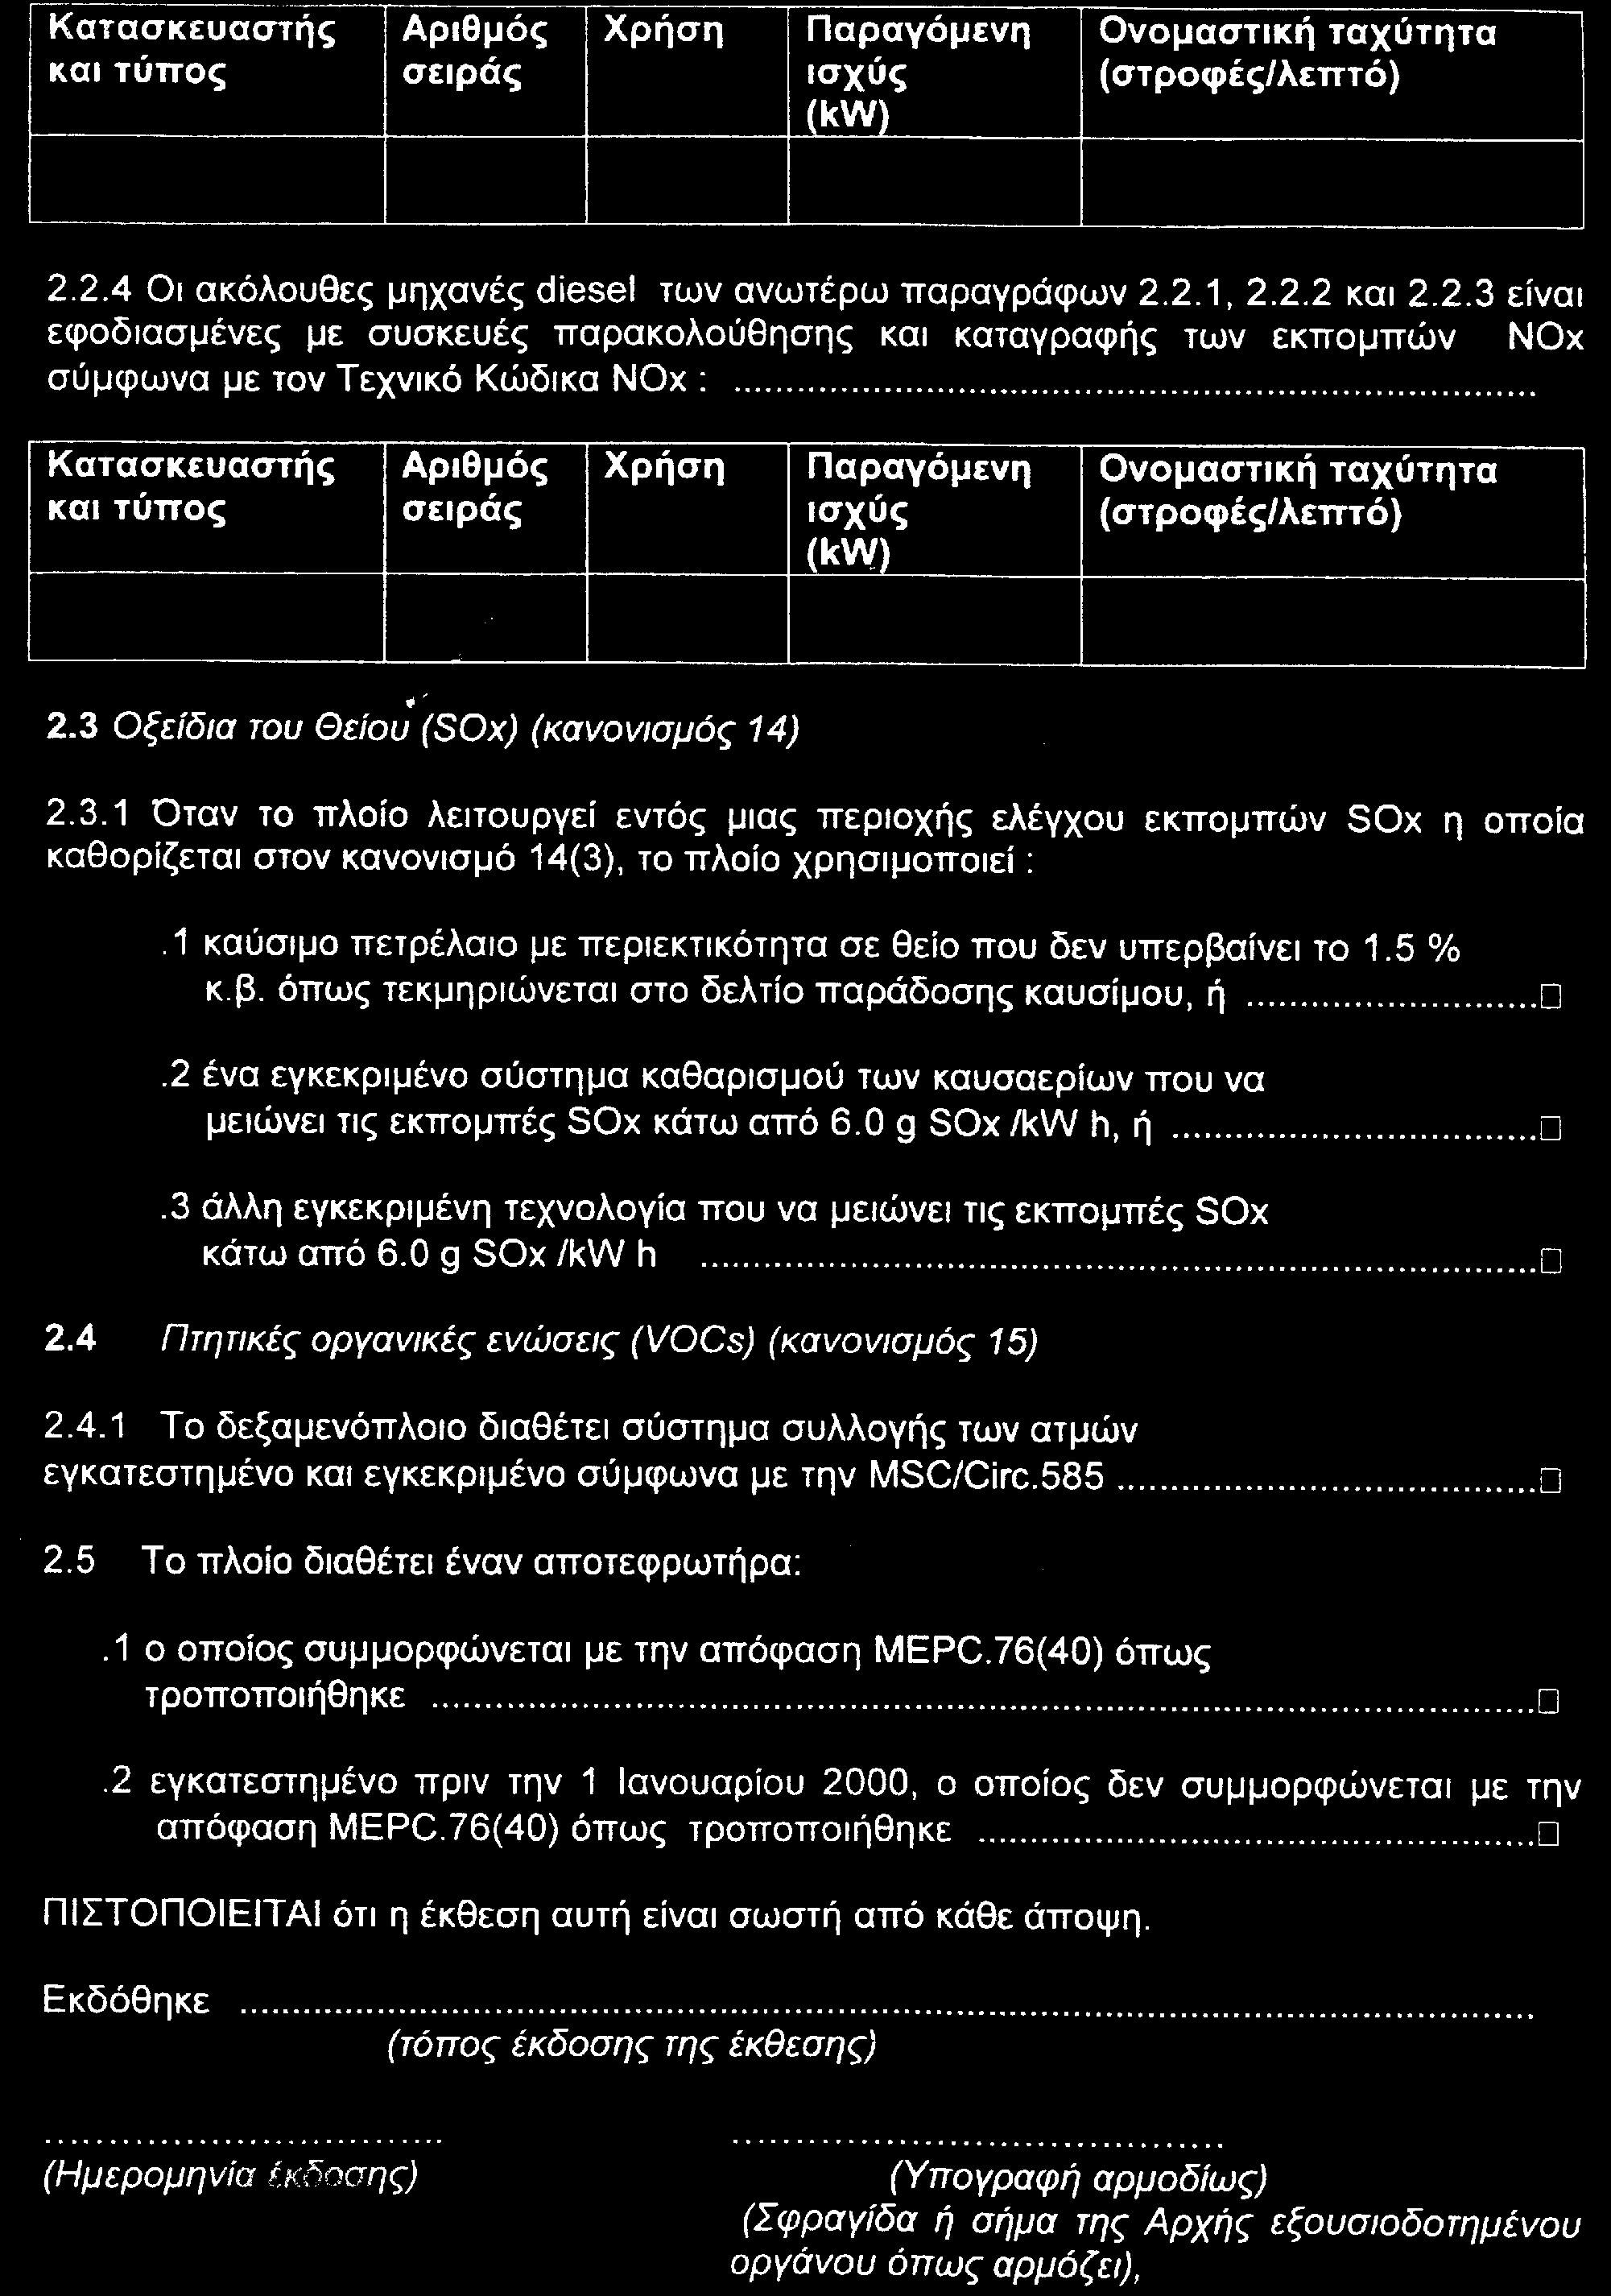 Κατασκευαστής Αριθμός Χρήση Παραγόμενη Ονομαστική ταχύτητα
και τύπος σειράς ισχύς (στροφές/λεπτό)
(kW)
2.2.4 Οι ακόλουθες μηχανές diesel των ανωτέρω παραγράφων 2.2.1, 2.2.2 και 2.2.3 είναι
εφοδιασμένες με συσκευές παρακολούθησης και καταγραφής των εκπομπών NOx
σύμφωνα με τον Τεχνικό Κώδικα NOx : ..........................................................................
Κατασκευαστής Αριθμός Χρήση Παραγόμενη Ονομαστική ταχύτητα
και τύπος σειράς ισχύς (στροφές/λεπτό)
(kW)
2.3 Οξείδια του Θείου (SOx) (κανονισμός 14)
2.3.1 Όταν το πλοίο λειτουργεί εντός μιας περιοχής ελέγχου εκπομπών SOx η οποία
καθορίζεται στον κανονισμό 14(3), το πλοίο χρησιμοποιεί :
.1 καύσιμο πετρέλαιο με περιεκτικότητα σε θείο που δεν υπερβαίνει το 1.5 %
κ.β. όπως τεκμηριώνεται στο δελτίο παράδοσης καυσίμου, ή ...........................□
.2 ένα εγκεκριμένο σύστημα καθαρισμού των καυσαερίων που να
μειώνει τις εκπομπές SOx κάτω από 6.0 g SOx /kW h, ή ..................................□
.3 άλλη εγκεκριμένη τεχνολογία που να μειώνει τις εκπομπές SOx
κάτω από 6.0 g SOx /kW h .............................................................................□
2.4 Πτητικές οργανικές ενώσεις (VOCs) (κανονισμός 15)
2.4.1 Το δεξαμενόπλοιο διαθέτει σύστημα συλλογής των ατμών
εγκατεστημένο και εγκεκριμένο σύμφωνα με την MSC/Circ.585 .......................................□
2.5 Το πλοίο διαθέτει έναν αποτεφρωτήρα:
.1 ο οποίος συμμορφώνεται με την απόφαση MEPC.76(40) όπως
τροποποιήθηκε ......................................................................................................□
.2 εγκατεστημένο πριν την 1 Ιανουαρίου 2000, ο οποίος δεν συμμορφώνεται με την
απόφαση MEPC.76(40) όπως τροποποιήθηκε ...................................................□
ΠΙΣΤΟΠΟΙΕΙΤΑΙ ότι η έκθεση αυτή είναι σωστή από κάθε άποψη.
Εκδόθηκε ........................................................................................................................
(τόπος έκδοσης της έκθεσης)
..................................... ..............................................
(Ημερομηνία έκδοσης) (Υπογραφή αρμοδίως)
(Σφραγίδα ή σήμα της Αρχής εξουσιοδοτημένου
οργάνου όπως αρμόζει),